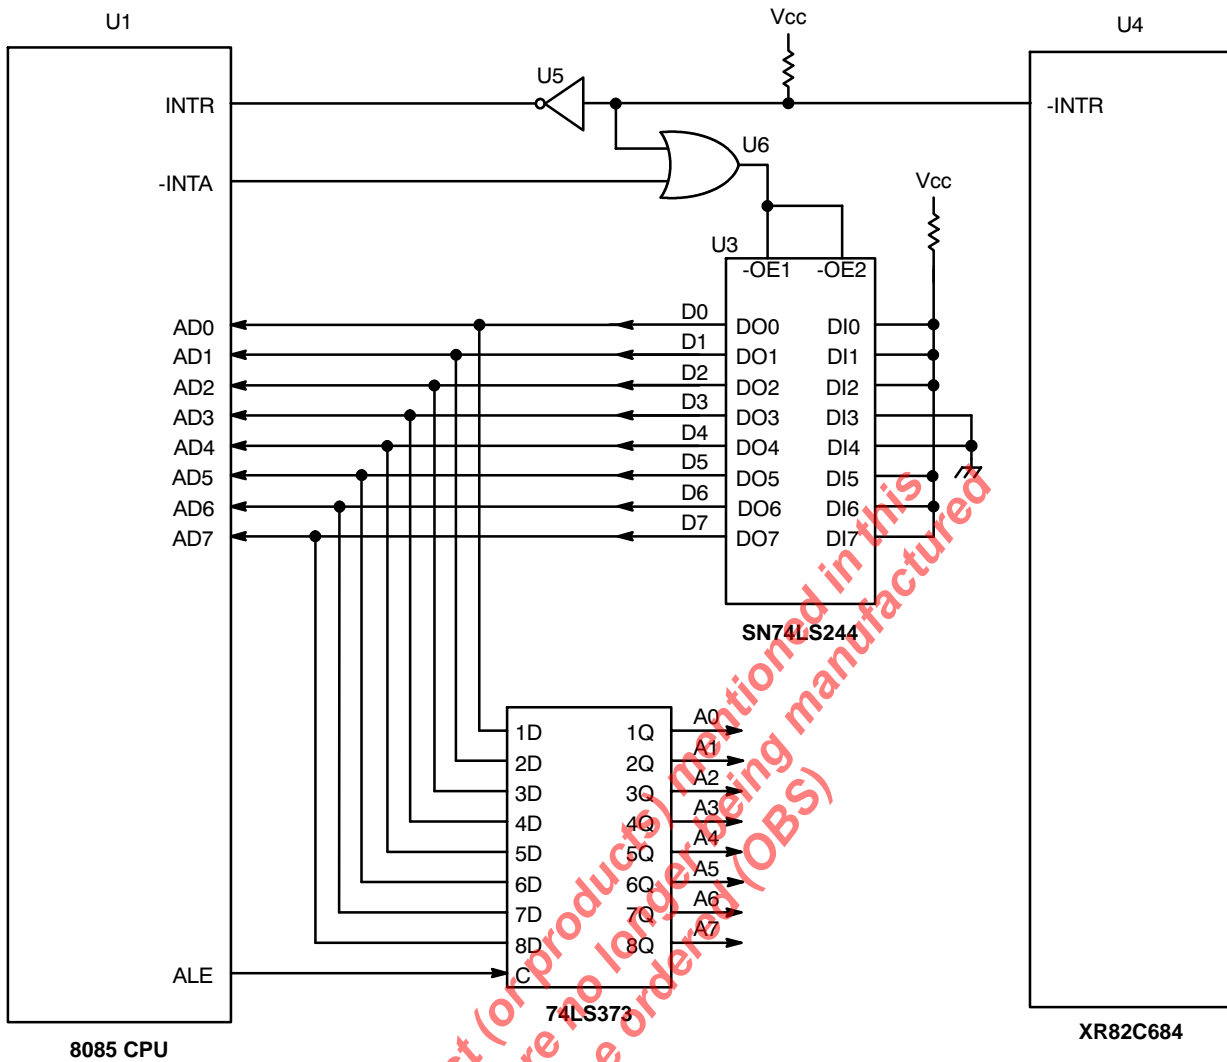 U1
Vcc
U4
INTR
U5
-INTR
-INTA
U6
Vcc
U3
-OE1 -OE2
AD0 D0 DO0 DI0
AD1 D1 DO1 DI1
AD2 D2 DO2 DI2
AD3 D3 DO3 DI3
AD4 D4 DO4 DI4
AD5 D5 DO5 DI5
AD6 D6 DO6 DI6
AD7 D7 DO7 DI7
SN74LS244
1D 1Q A0
2D 2Q A1
3D 3Q A2
4D 4Q A3
5D 5Q A4
6D 6Q A5
7D 7Q A6
8D 8Q A7
ALE C
74LS373
8085 CPU
XR82C684
(or products) mentioned in this
no longer being manufactured
ordered (OBS)